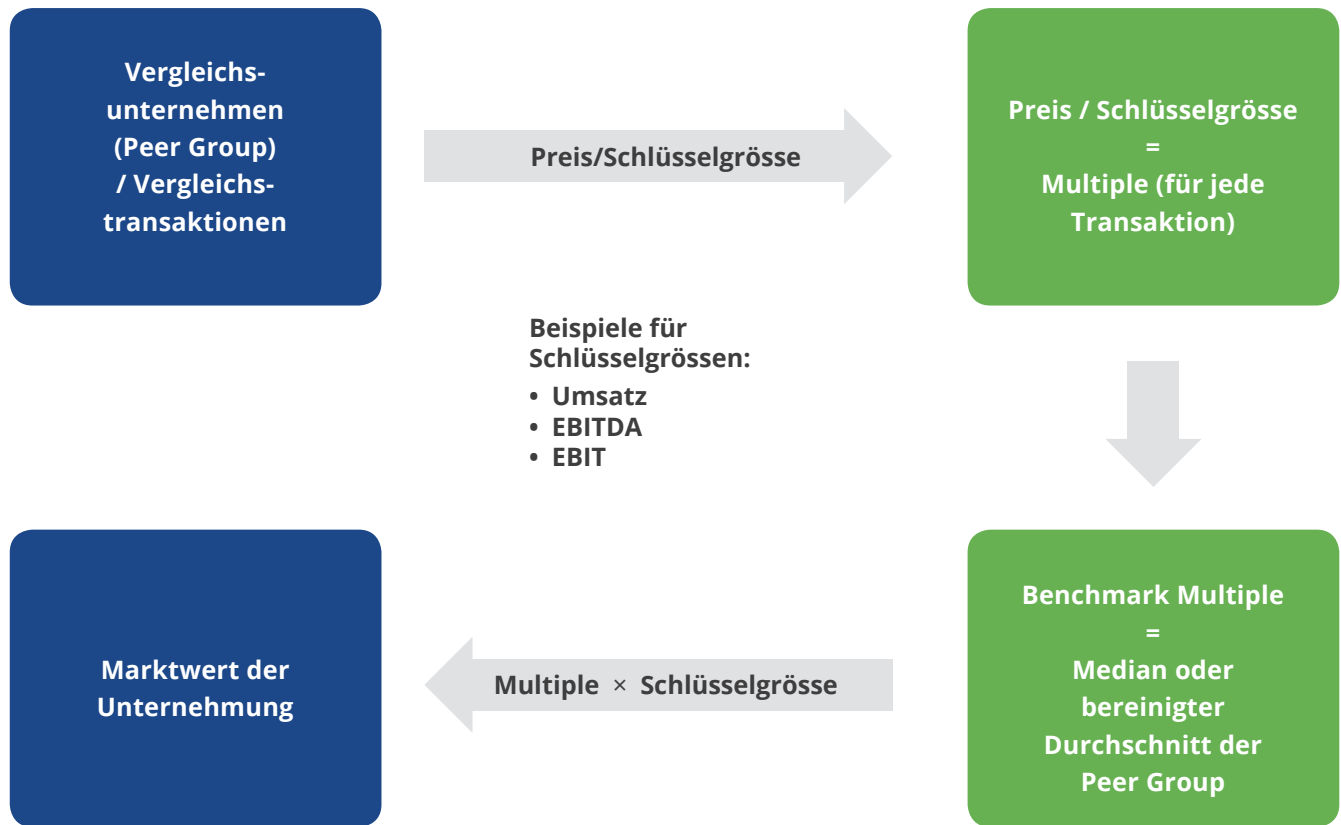 Vergleichs-
unternehmen
(Peer Group)
/ Vergleichs-
transaktionen
Preis/Schlüsselgrösse
Preis / Schlüsselgrösse
=
Multiple (für jede
Transaktion)
Beispiele für
Schlüsselgrössen:
• Umsatz
• EBITDA
• EBIT
Benchmark Multiple
=
Median oder
bereinigter
Durchschnitt der
Peer Group
Multiple × Schlüsselgrösse
Marktwert der
Unternehmung